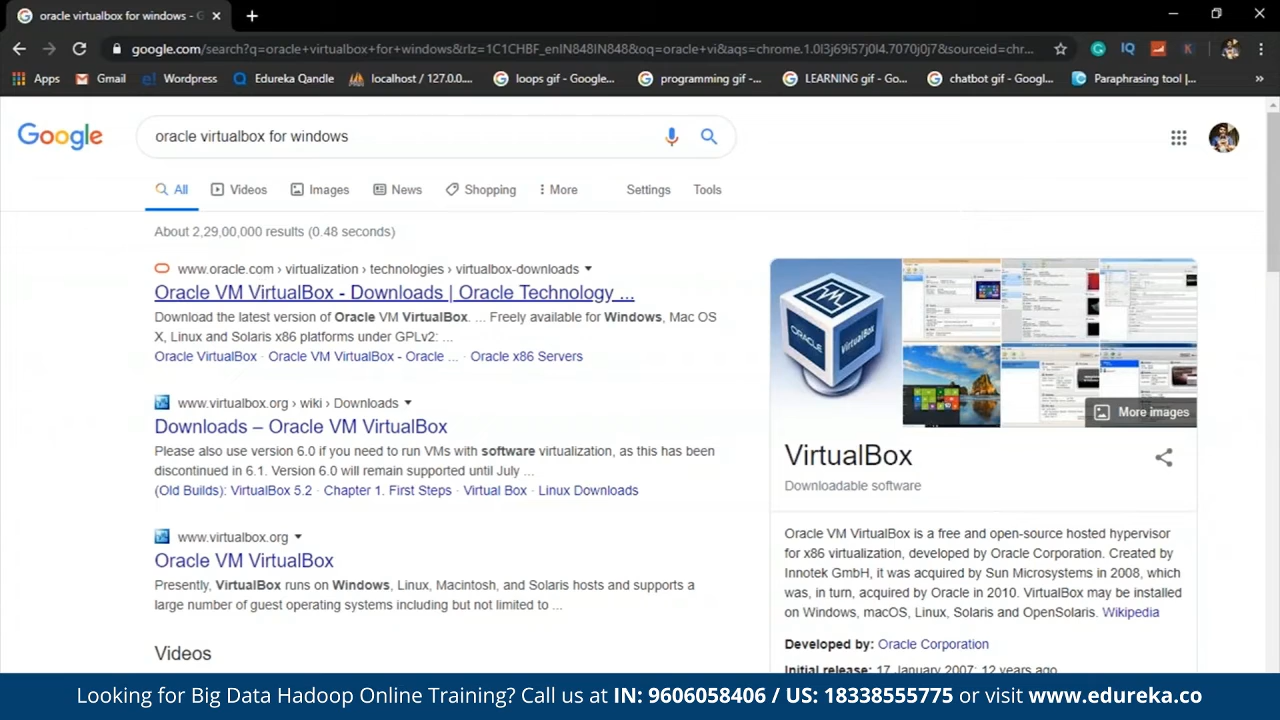 oracle virtualbox for windows - G
google.com/search?q=oracle+virtualbox+for+windows&rlz=1C1CHBF_enIN848IN848&oq=oracle+vi&aqs=chrome.1.0l3j69i57j0l4.7070j0j7&sourceid=chr...
Apps Gmail Wordpress Edureka Qandle localhost / 127.0.0.... loops gif - Google... programming gif -... LEARNING gif - Go... chatbot gif - Googl... Paraphrasing tool |... »
Google oracle virtualbox for windows
All Videos Images News Shopping More Settings Tools
About 2,29,00,000 results (0.48 seconds)
www.oracle.com › virtualization › technologies › virtualbox-downloads
Oracle VM VirtualBox - Downloads | Oracle Technology ...
Download the latest version of Oracle VM VirtualBox. ... Freely available for Windows, Mac OS
X, Linux and Solaris x86 platforms under GPLv2: ...
Oracle VirtualBox · Oracle VM VirtualBox - Oracle ... · Oracle x86 Servers
www.virtualbox.org › wiki › Downloads
Downloads – Oracle VM VirtualBox
Please also use version 6.0 if you need to run VMs with software virtualization, as this has been
discontinued in 6.1. Version 6.0 will remain supported until July ...
(Old Builds): VirtualBox 5.2 · Chapter 1. First Steps · Virtual Box · Linux Downloads
www.virtualbox.org
Oracle VM VirtualBox
Presently, VirtualBox runs on Windows, Linux, Macintosh, and Solaris hosts and supports a
large number of guest operating systems including but not limited to ...
Videos
ORACLE VirtualBox
More images
VirtualBox
Downloadable software
Oracle VM VirtualBox is a free and open-source hosted hypervisor
for x86 virtualization, developed by Oracle Corporation. Created by
Innotek GmbH, it was acquired by Sun Microsystems in 2008, which
was, in turn, acquired by Oracle in 2010. VirtualBox may be installed
on Windows, macOS, Linux, Solaris and OpenSolaris. Wikipedia
Developed by: Oracle Corporation
Initial release: 17 January 2007; 12 years ago
Looking for Big Data Hadoop Online Training? Call us at IN: 9606058406 / US: 18338555775 or visit www.edureka.co